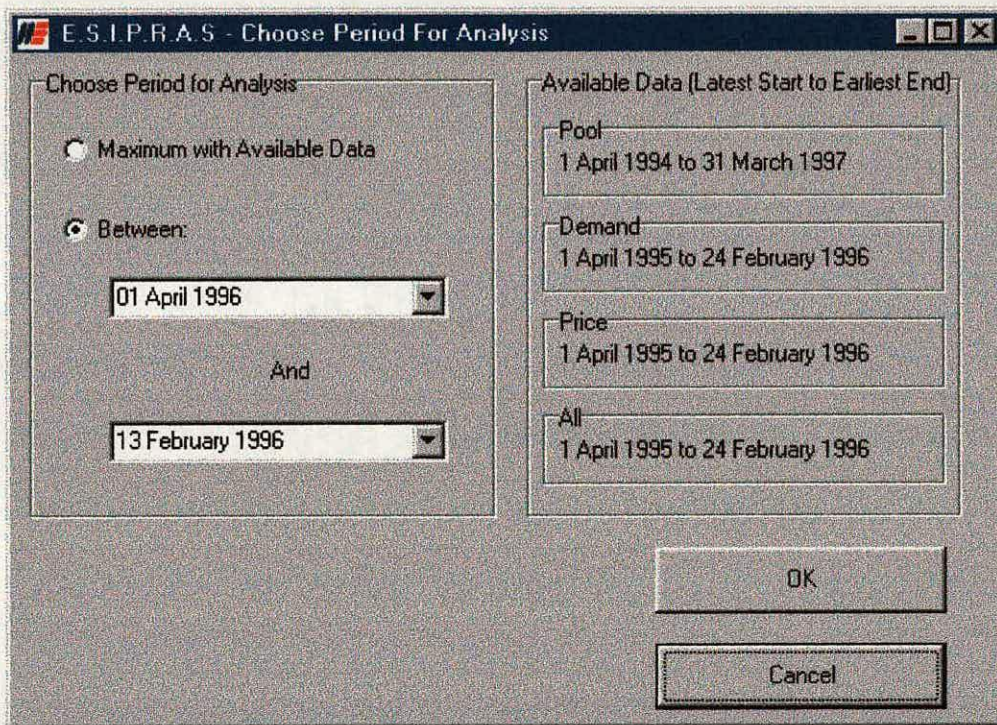 E.S.I.P.R.A.S - Choose Period For Analysis
Choose Period for Analysis
Maximum with Available Data
Between:
01 April 1996
And
13 February 1996
Available Data (Latest Start to Earliest End)
Pool
1 April 1994 to 31 March 1997
Demand
1 April 1995 to 24 February 1996
Price
1 April 1995 to 24 February 1996
All
1 April 1995 to 24 February 1996
OK
Cancel